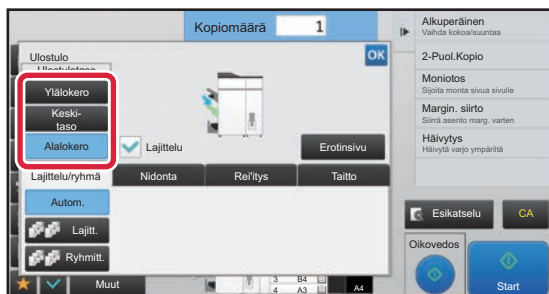 Kopiomäärä
1
Ostulo
Ulostulotaso
OK
Ylälokero
Keski-
taso
Alalokero
Lajittelu
Erotinsivu
Lajittelu/ryhmä
Nidonta
Rei'itys
Taitto
Autom.
Lajitt.
Ryhmitt.
Muut
3 B4
4 A3
A4
Alkuperäinen
Vaihda kokoa/suuntaa
2-Puol.Kopio
Moniotos
Sijoita monta sivua sivulle
Margin. siirto
Siirrä asento marg. varten
Häivytys
Häivytä varjo ympäriltä
Esikatselu
CA
Oikovedos
Start